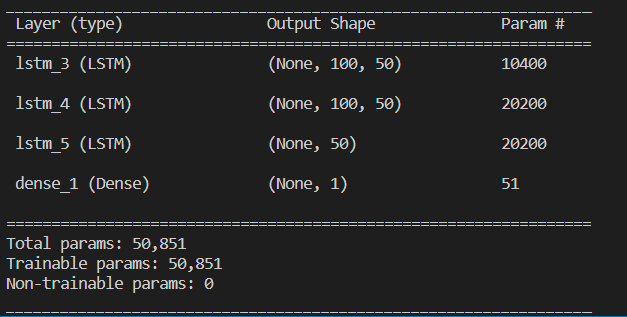 Layer (type) Output Shape Param #
lstm_3 (LSTM) (None, 100, 50) 10400
lstm_4 (LSTM) (None, 100, 50) 20200
lstm_5 (LSTM) (None, 50) 20200
dense_1 (Dense) (None, 1) 51
Total params: 50,851
Trainable params: 50,851
Non-trainable params: 0